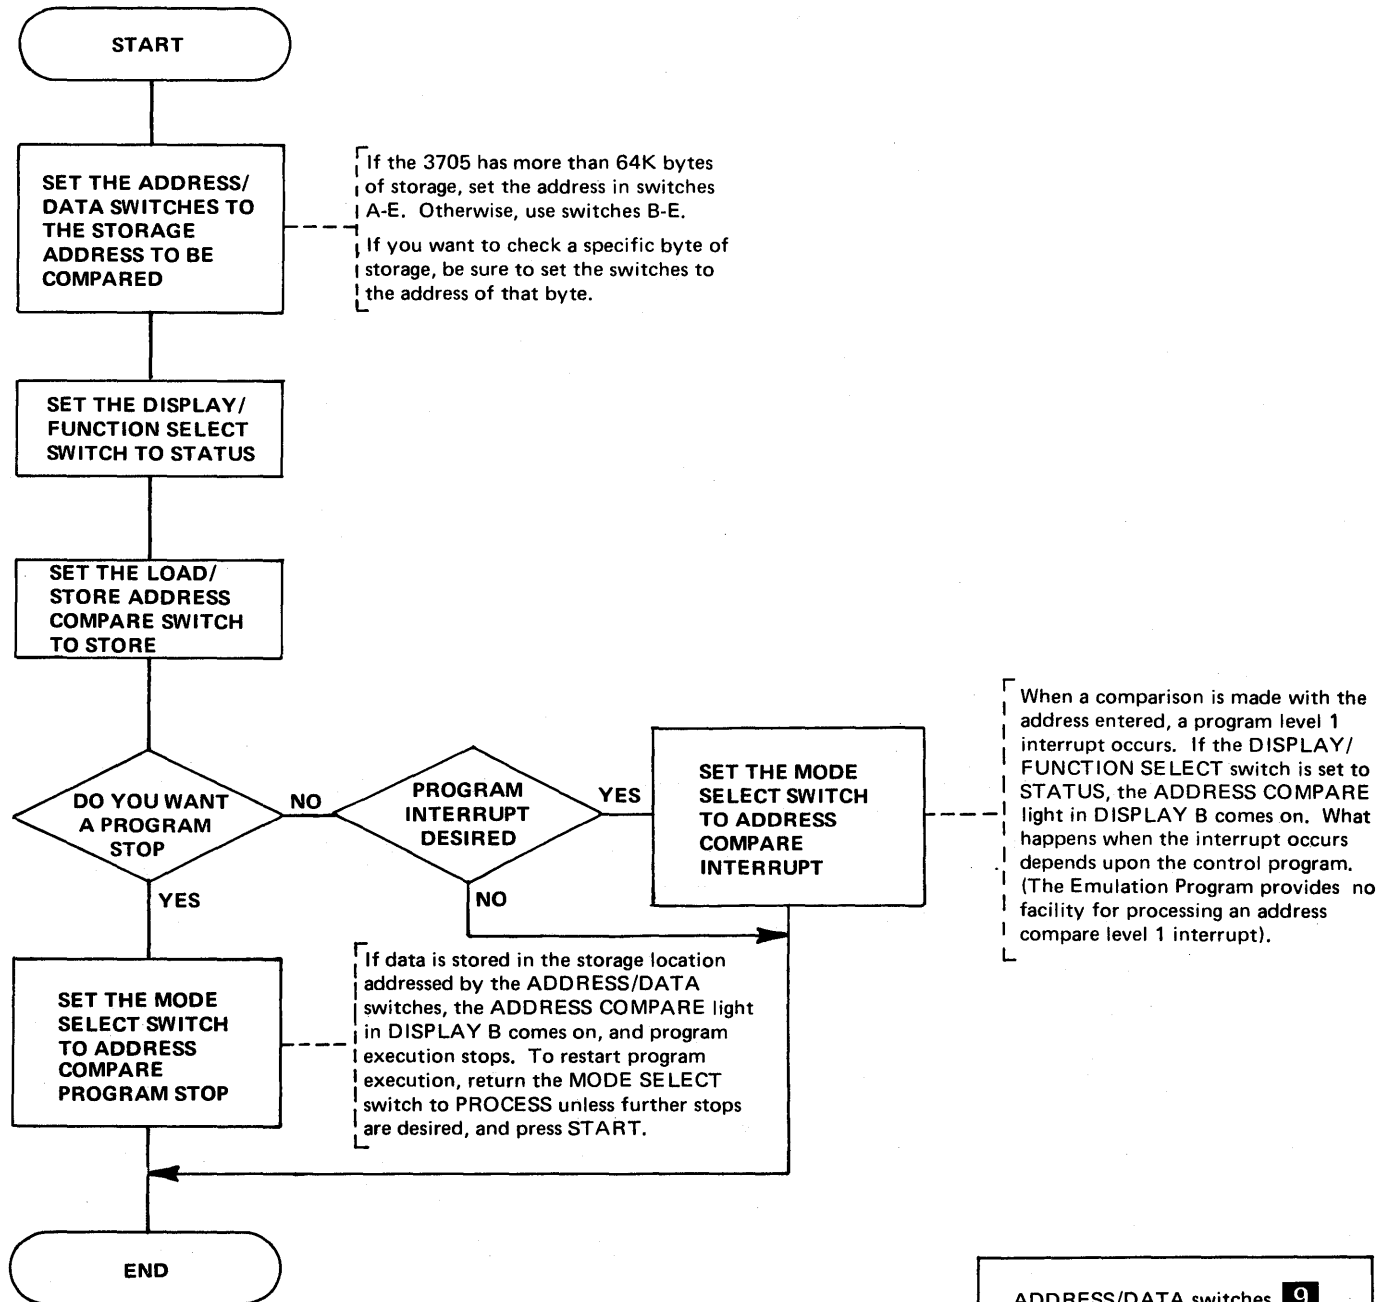 START
SET THE ADDRESS/
DATA SWITCHES TO
THE STORAGE
ADDRESS TO BE
COMPARED
If the 3705 has more than 64K bytes
of storage, set the address in switches
A-E. Otherwise, use switches B-E.
If you want to check a specific byte of
storage, be sure to set the switches to
the address of that byte.
SET THE DISPLAY/
FUNCTION SELECT
SWITCH TO STATUS
SET THE LOAD/
STORE ADDRESS
COMPARE SWITCH
TO STORE
DO YOU WANT
A PROGRAM
STOP
NO
PROGRAM
INTERRUPT
DESIRED
YES
SET THE MODE
SELECT SWITCH
TO ADDRESS
COMPARE
INTERRUPT
When a comparison is made with the
address entered, a program level 1
interrupt occurs. If the DISPLAY/
FUNCTION SELECT switch is set to
STATUS, the ADDRESS COMPARE
light in DISPLAY B comes on. What
happens when the interrupt occurs
depends upon the control program.
(The Emulation Program provides no
facility for processing an address
compare level 1 interrupt).
YES
NO
SET THE MODE
SELECT SWITCH
TO ADDRESS
COMPARE
PROGRAM STOP
If data is stored in the storage location
addressed by the ADDRESS/DATA
switches, the ADDRESS COMPARE light
in DISPLAY B comes on, and program
execution stops. To restart program
execution, return the MODE SELECT
switch to PROCESS unless further stops
are desired, and press START.
END
ADDRESS/DATA switches 9